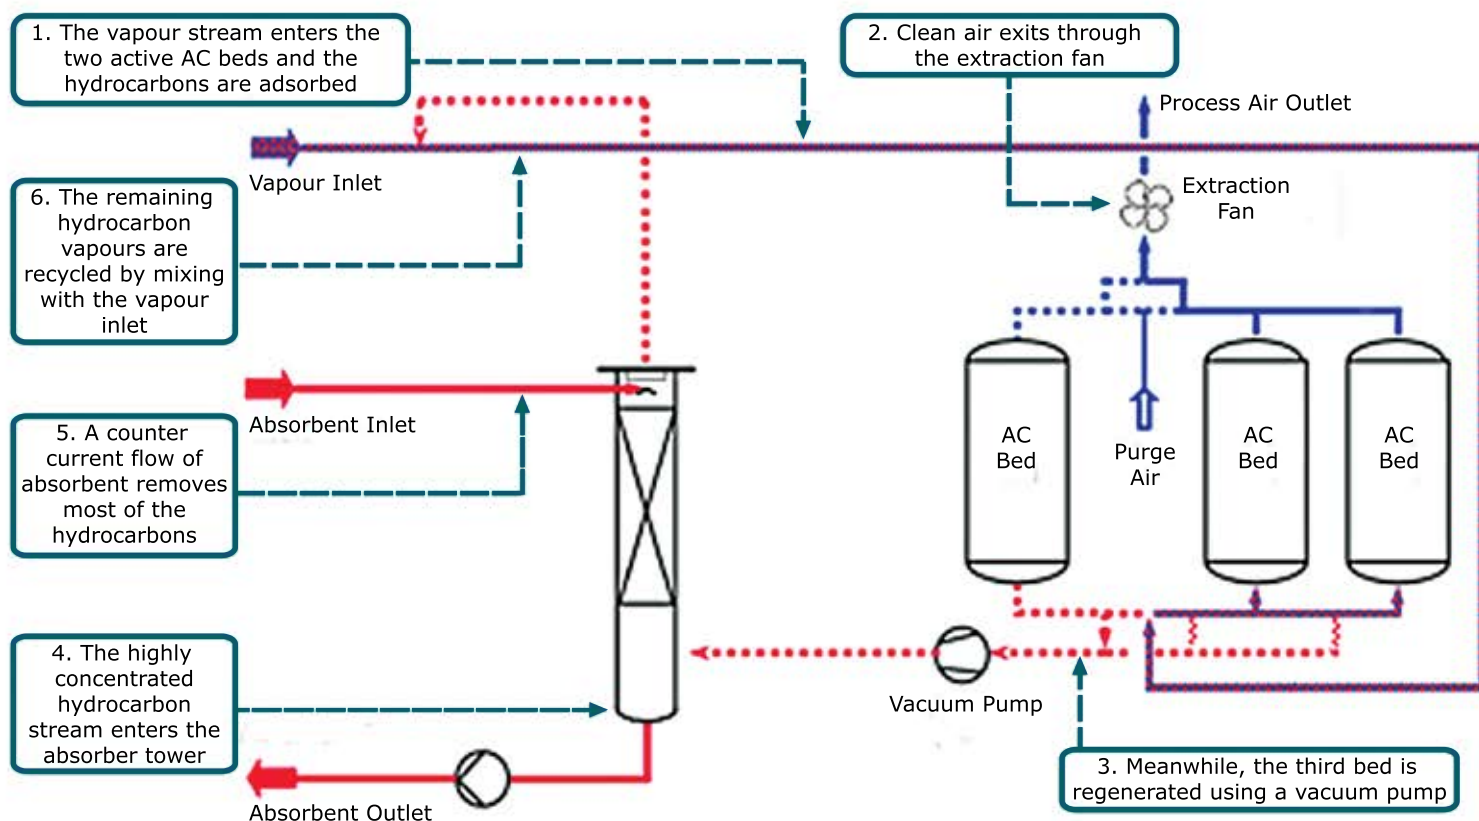 1. The vapour stream enters the
two active AC beds and the
hydrocarbons are adsorbed
2. Clean air exits through
the extraction fan
Process Air Outlet
Vapour Inlet
Extraction
Fan
6. The remaining
hydrocarbon
vapours are
recycled by mixing
with the vapour
inlet
Absorbent Inlet
5. A counter
current flow of
absorbent removes
most of the
hydrocarbons
AC
Bed
Purge
Air
AC
Bed
AC
Bed
4. The highly
concentrated
hydrocarbon
stream enters the
absorber tower
Vacuum Pump
3. Meanwhile, the third bed is
regenerated using a vacuum pump
Absorbent Outlet